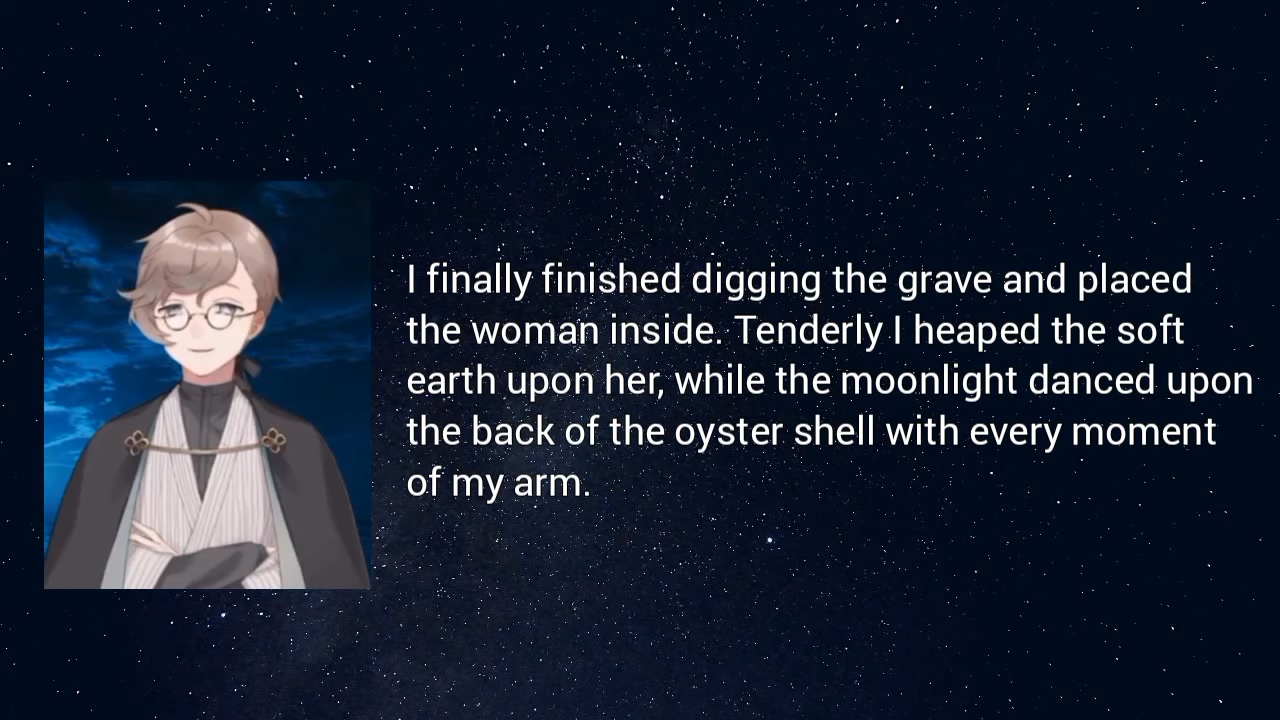 I finally finished digging the grave and placed
the woman inside. Tenderly I heaped the soft
earth upon her, while the moonlight danced upon
the back of the oyster shell with every moment
of my arm.